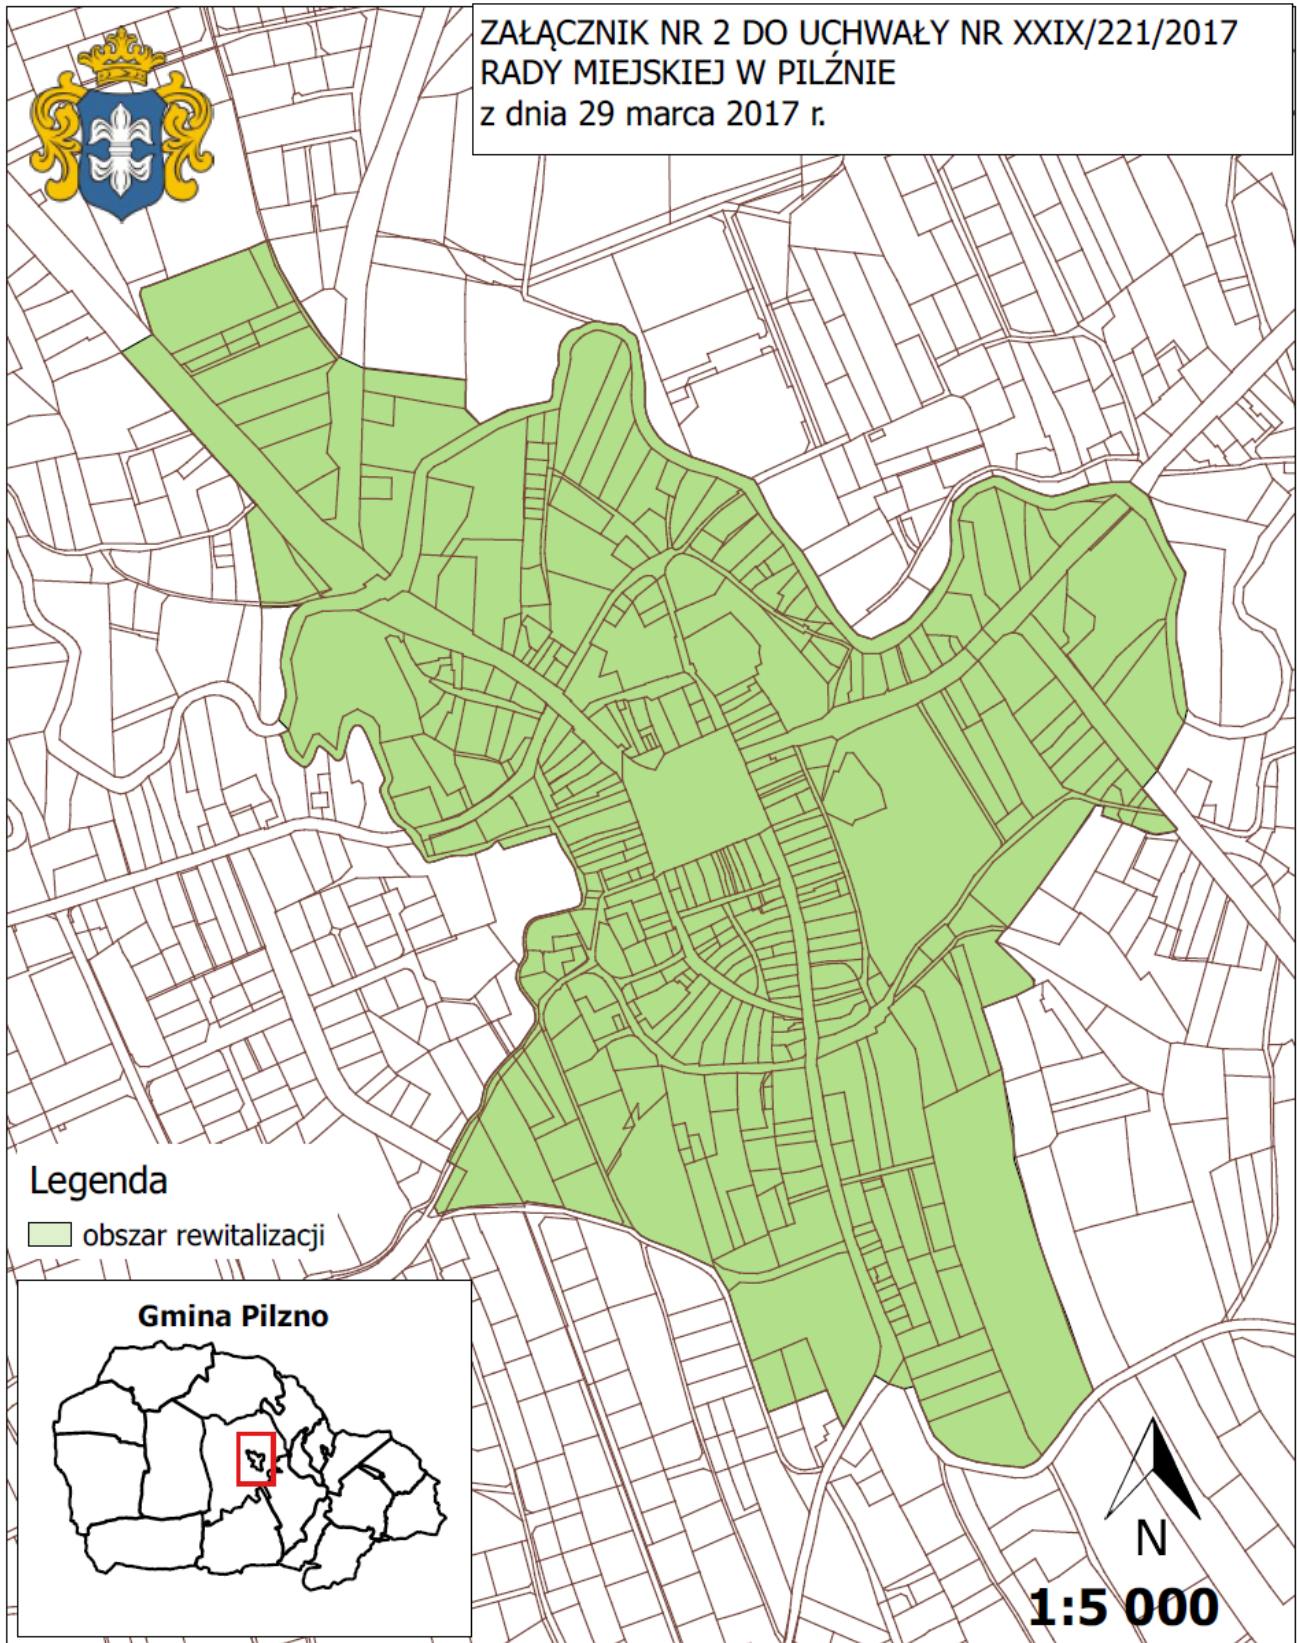 ZAŁĄCZNIK NR 2 DO UCHWAŁY NR XXIX/221/2017
RADY MIEJSKIEJ W PILŹNIE
z dnia 29 marca 2017 r.
Legenda
obszar rewitalizacji
Gmina Pilzno
N
1:5 000